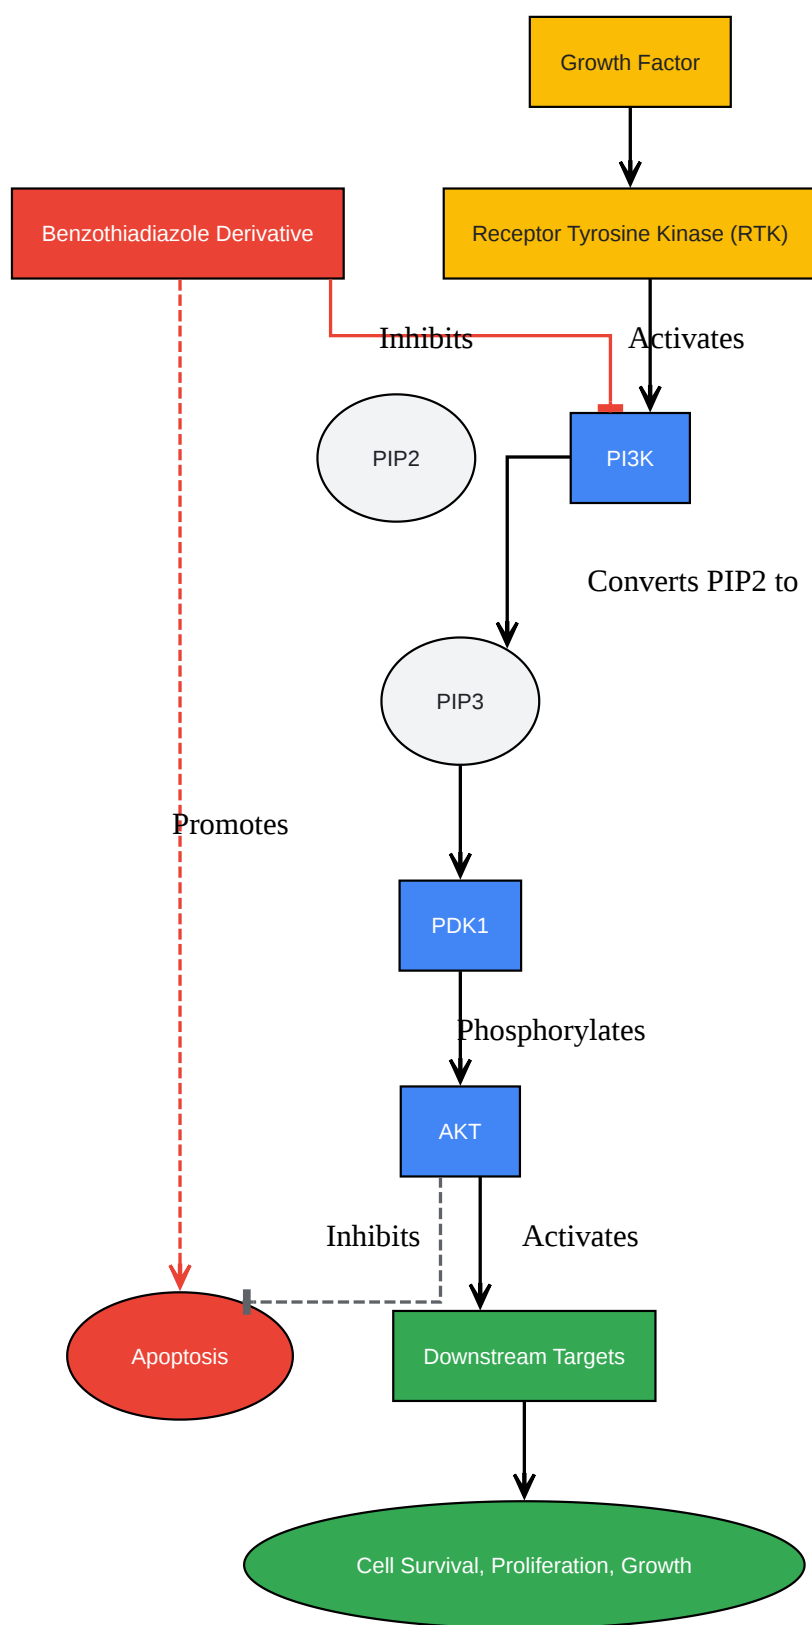 Growth Factor
Benzothiadiazole Derivative
Receptor Tyrosine Kinase (RTK)
Inhibits
Activates
PIP2
PI3K
Converts PIP2 to
PIP3
Promotes
PDK1
Phosphorylates
AKT
Inhibits
Activates
Apoptosis
Downstream Targets
Cell Survival, Proliferation, Growth